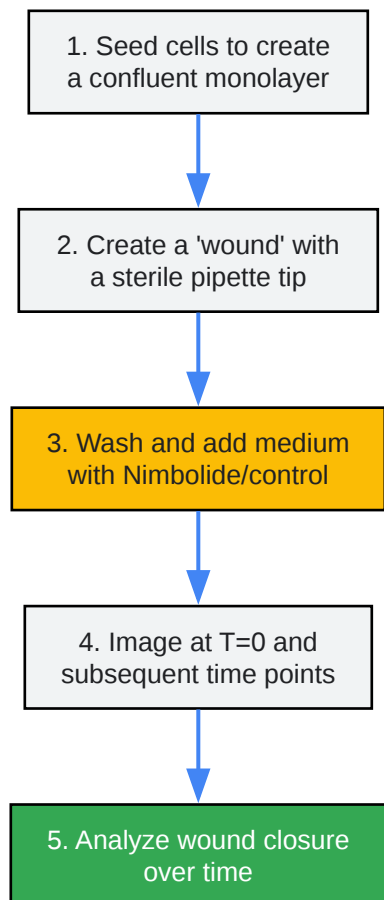 1. Seed cells to create
a confluent monolayer
2. Create a 'wound' with
a sterile pipette tip
3. Wash and add medium
with Nimbolide/control
4. Image at T=0 and
subsequent time points
5. Analyze wound closure
over time